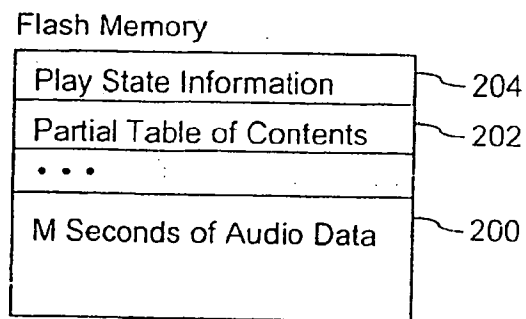 Flash Memory
Play State Information 204
Partial Table of Contents 202
• • •
M Seconds of Audio Data 200